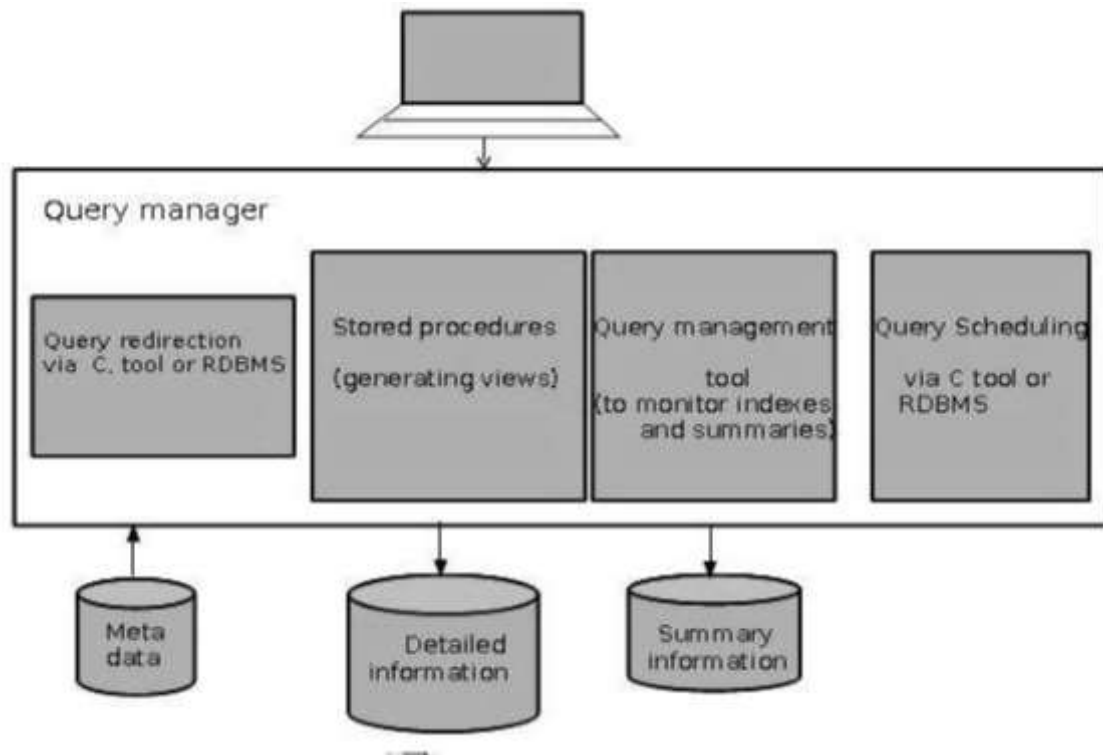 Query manager
Query redirection
via C, tool or RDBMS
Stored procedures
(generating views)
Query management
tool
(to monitor indexes
and summaries)
Query Scheduling
via C tool or
RDBMS
Meta
data
Detailed
information
Summary
information